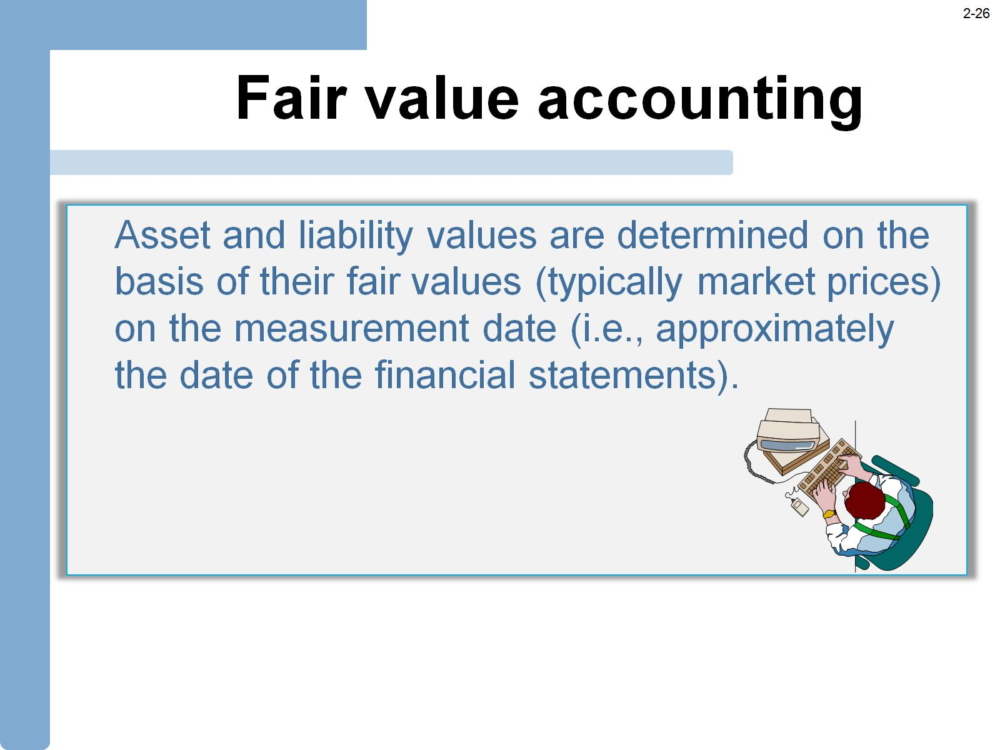 2-26
Fair value accounting
Asset and liability values are determined on the
basis of their fair values (typically market prices)
on the measurement date (i.e., approximately
the date of the financial statements).